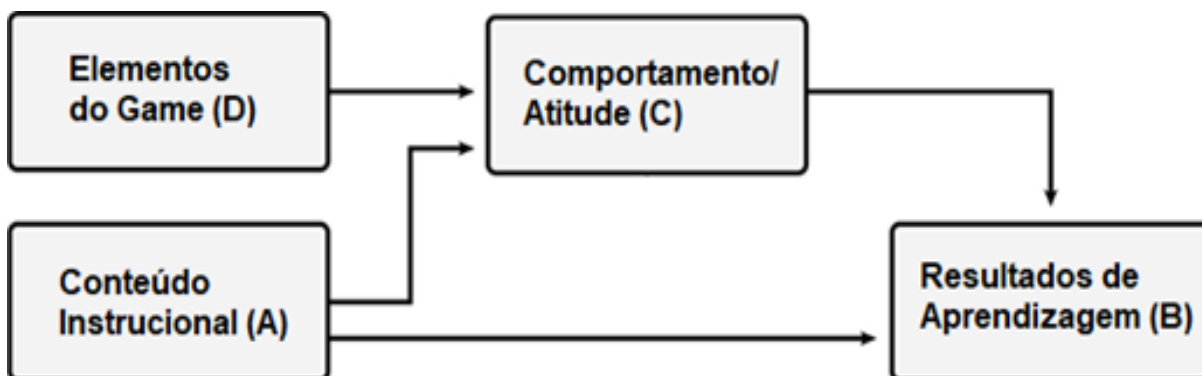 Elementos
do Game (D)
Comportamento/
Atitude (C)
Conteúdo
Instrucional (A)
Resultados de
Aprendizagem (B)